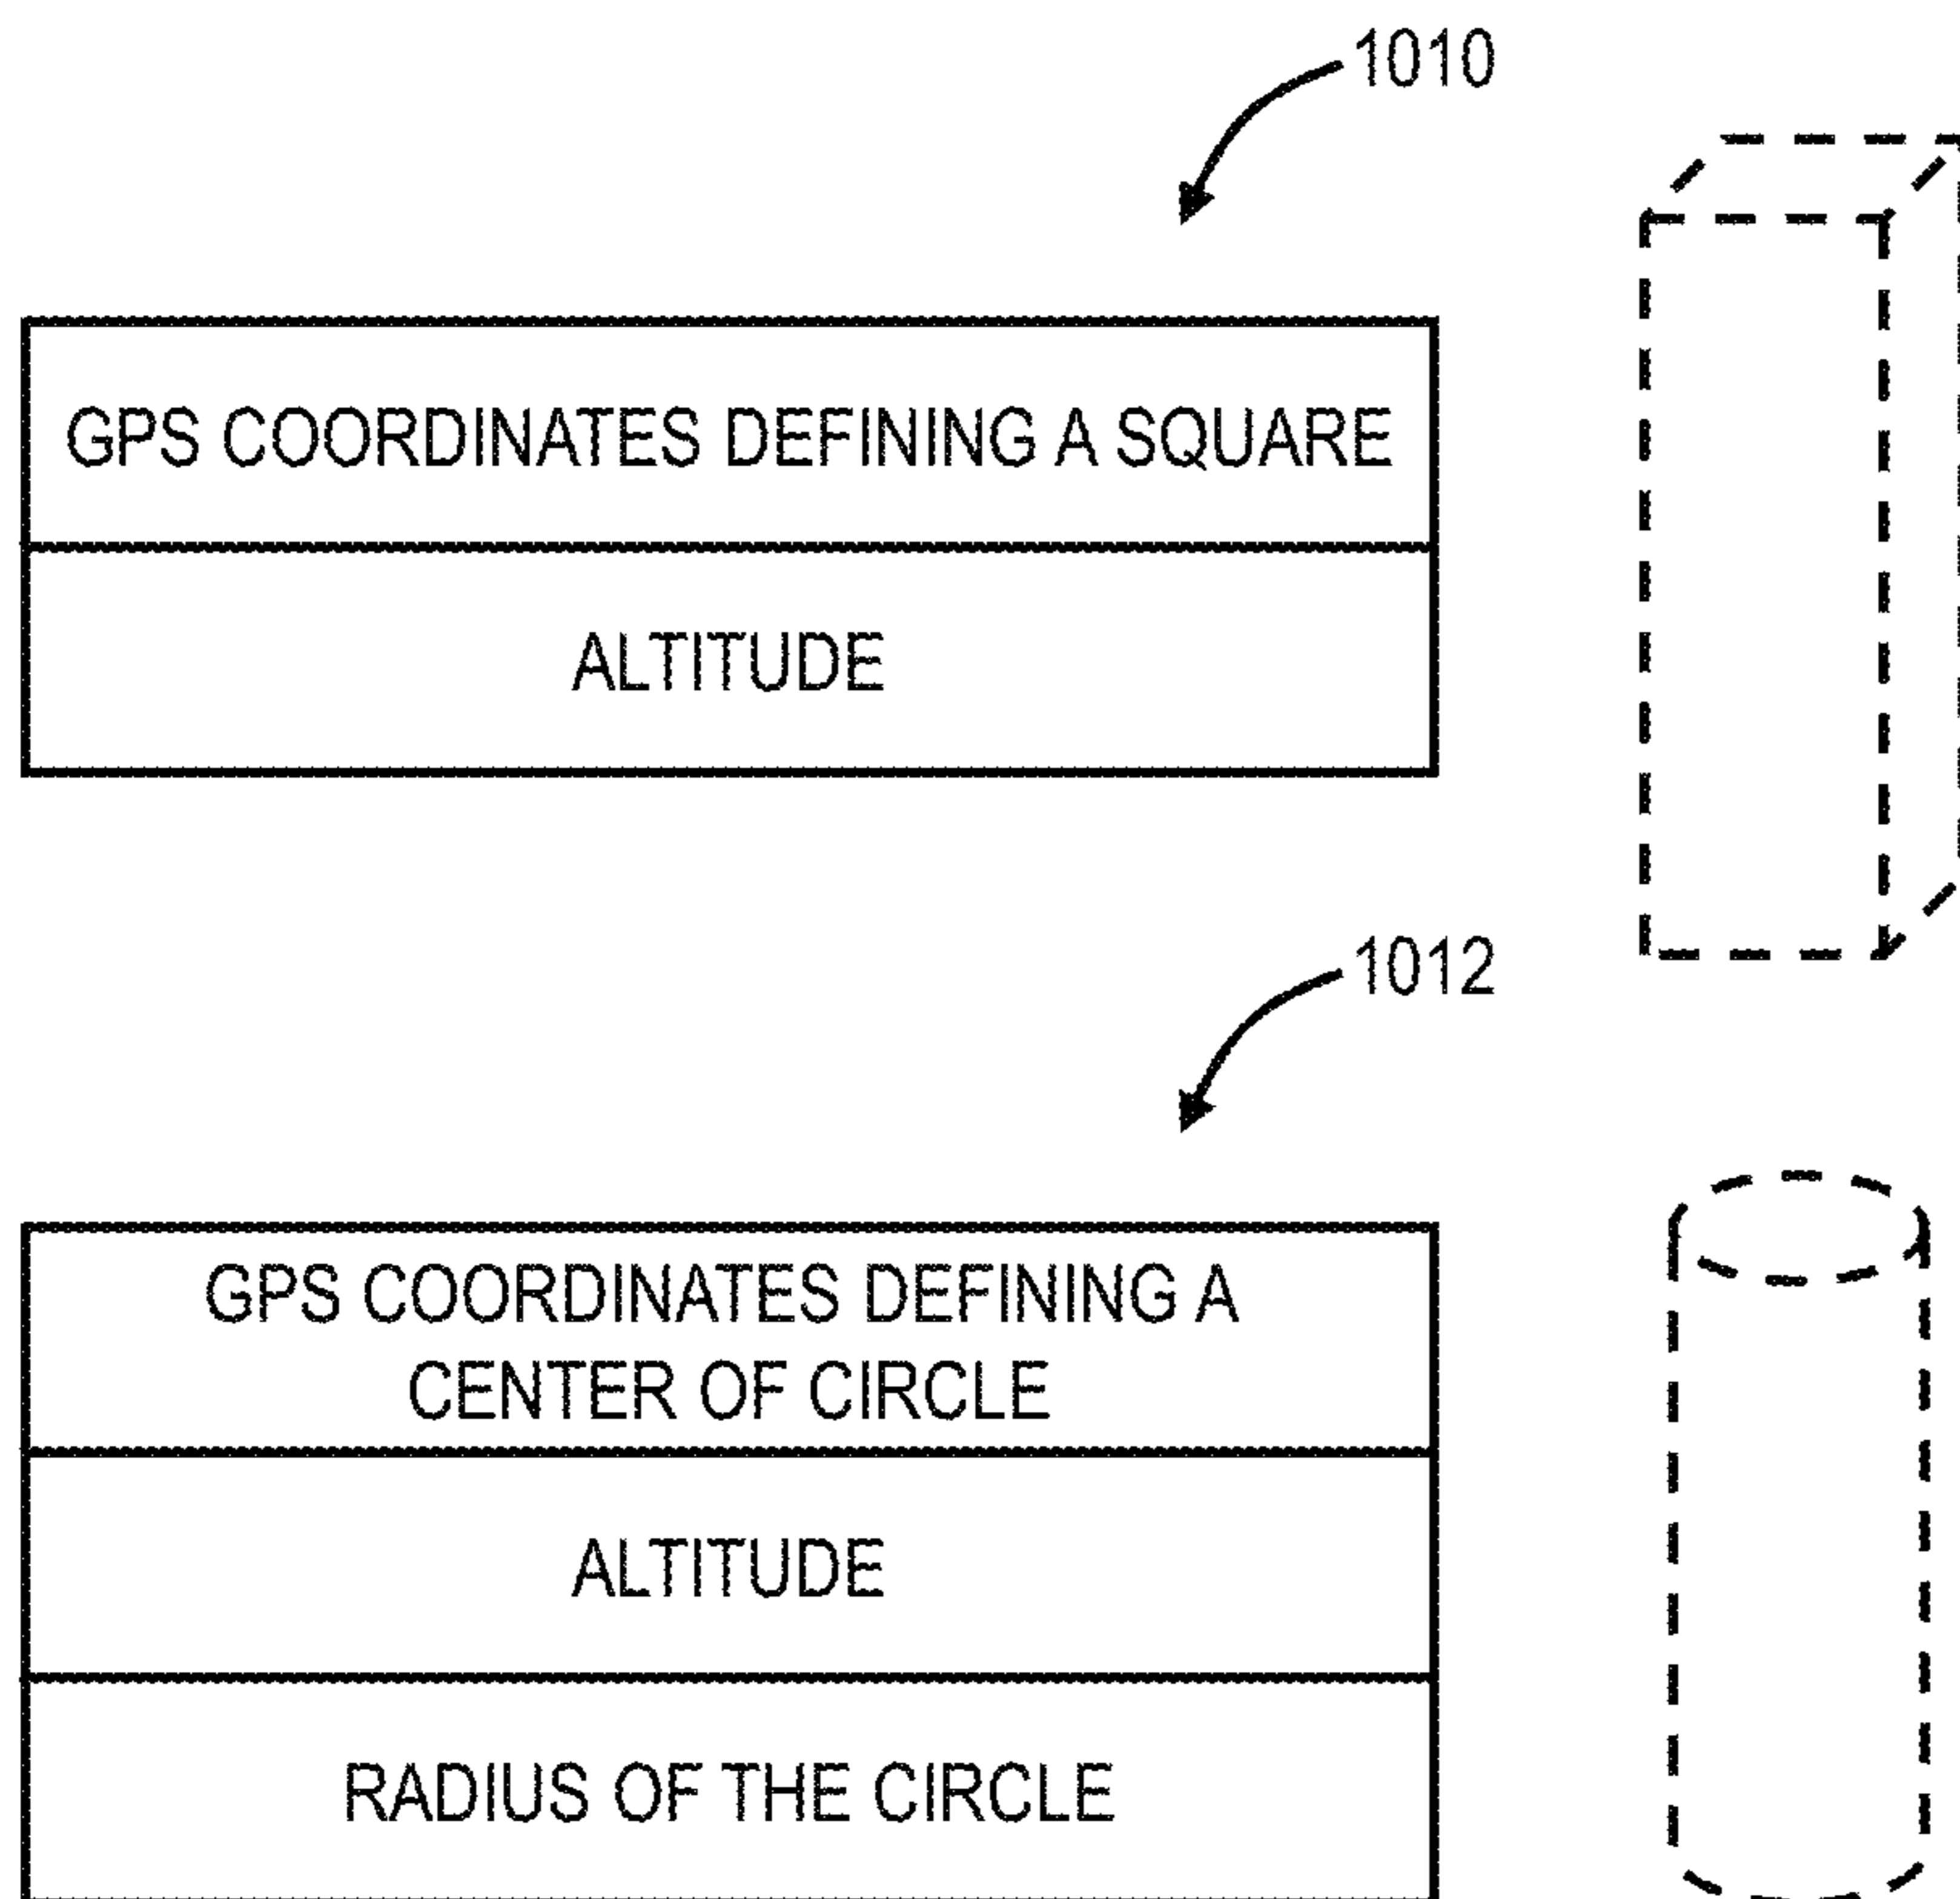 1010
GPS COORDINATES DEFINING A SQUARE
ALTITUDE
1012
GPS COORDINATES DEFINING A
CENTER OF CIRCLE
ALTITUDE
RADIUS OF THE CIRCLE